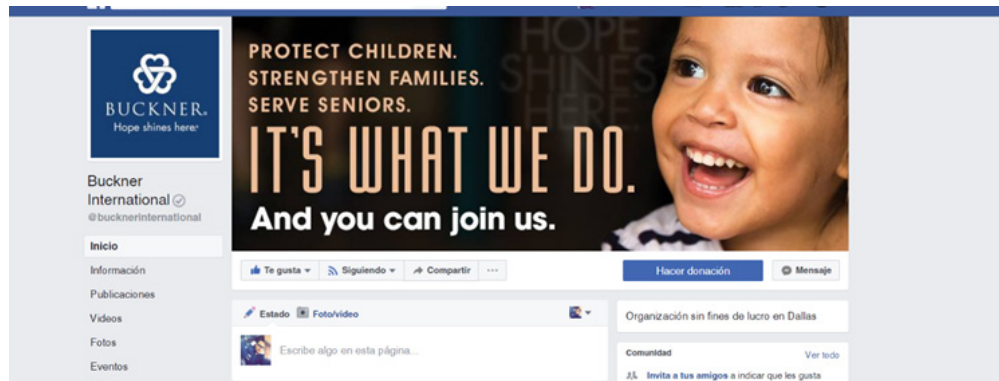 BUCKNER®
Hope shines here®
Buckner
International
@bucknerinternational
Inicio
Información
Publicaciones
Videos
Fotos
Eventos
HOPE
SHINES
HERE.
PROTECT CHILDREN.
STRENGTHEN FAMILIES.
SERVE SENIORS.
IT'S WHAT WE DO.
And you can join us.
Te gusta
Siguiendo
Compartir
Hacer donación
Mensaje
Estado Foto/video
Escribe algo en esta página...
Organización sin fines de lucro en Dallas
Comunidad Ver todo
Invita a tus amigos a indicar que les gusta